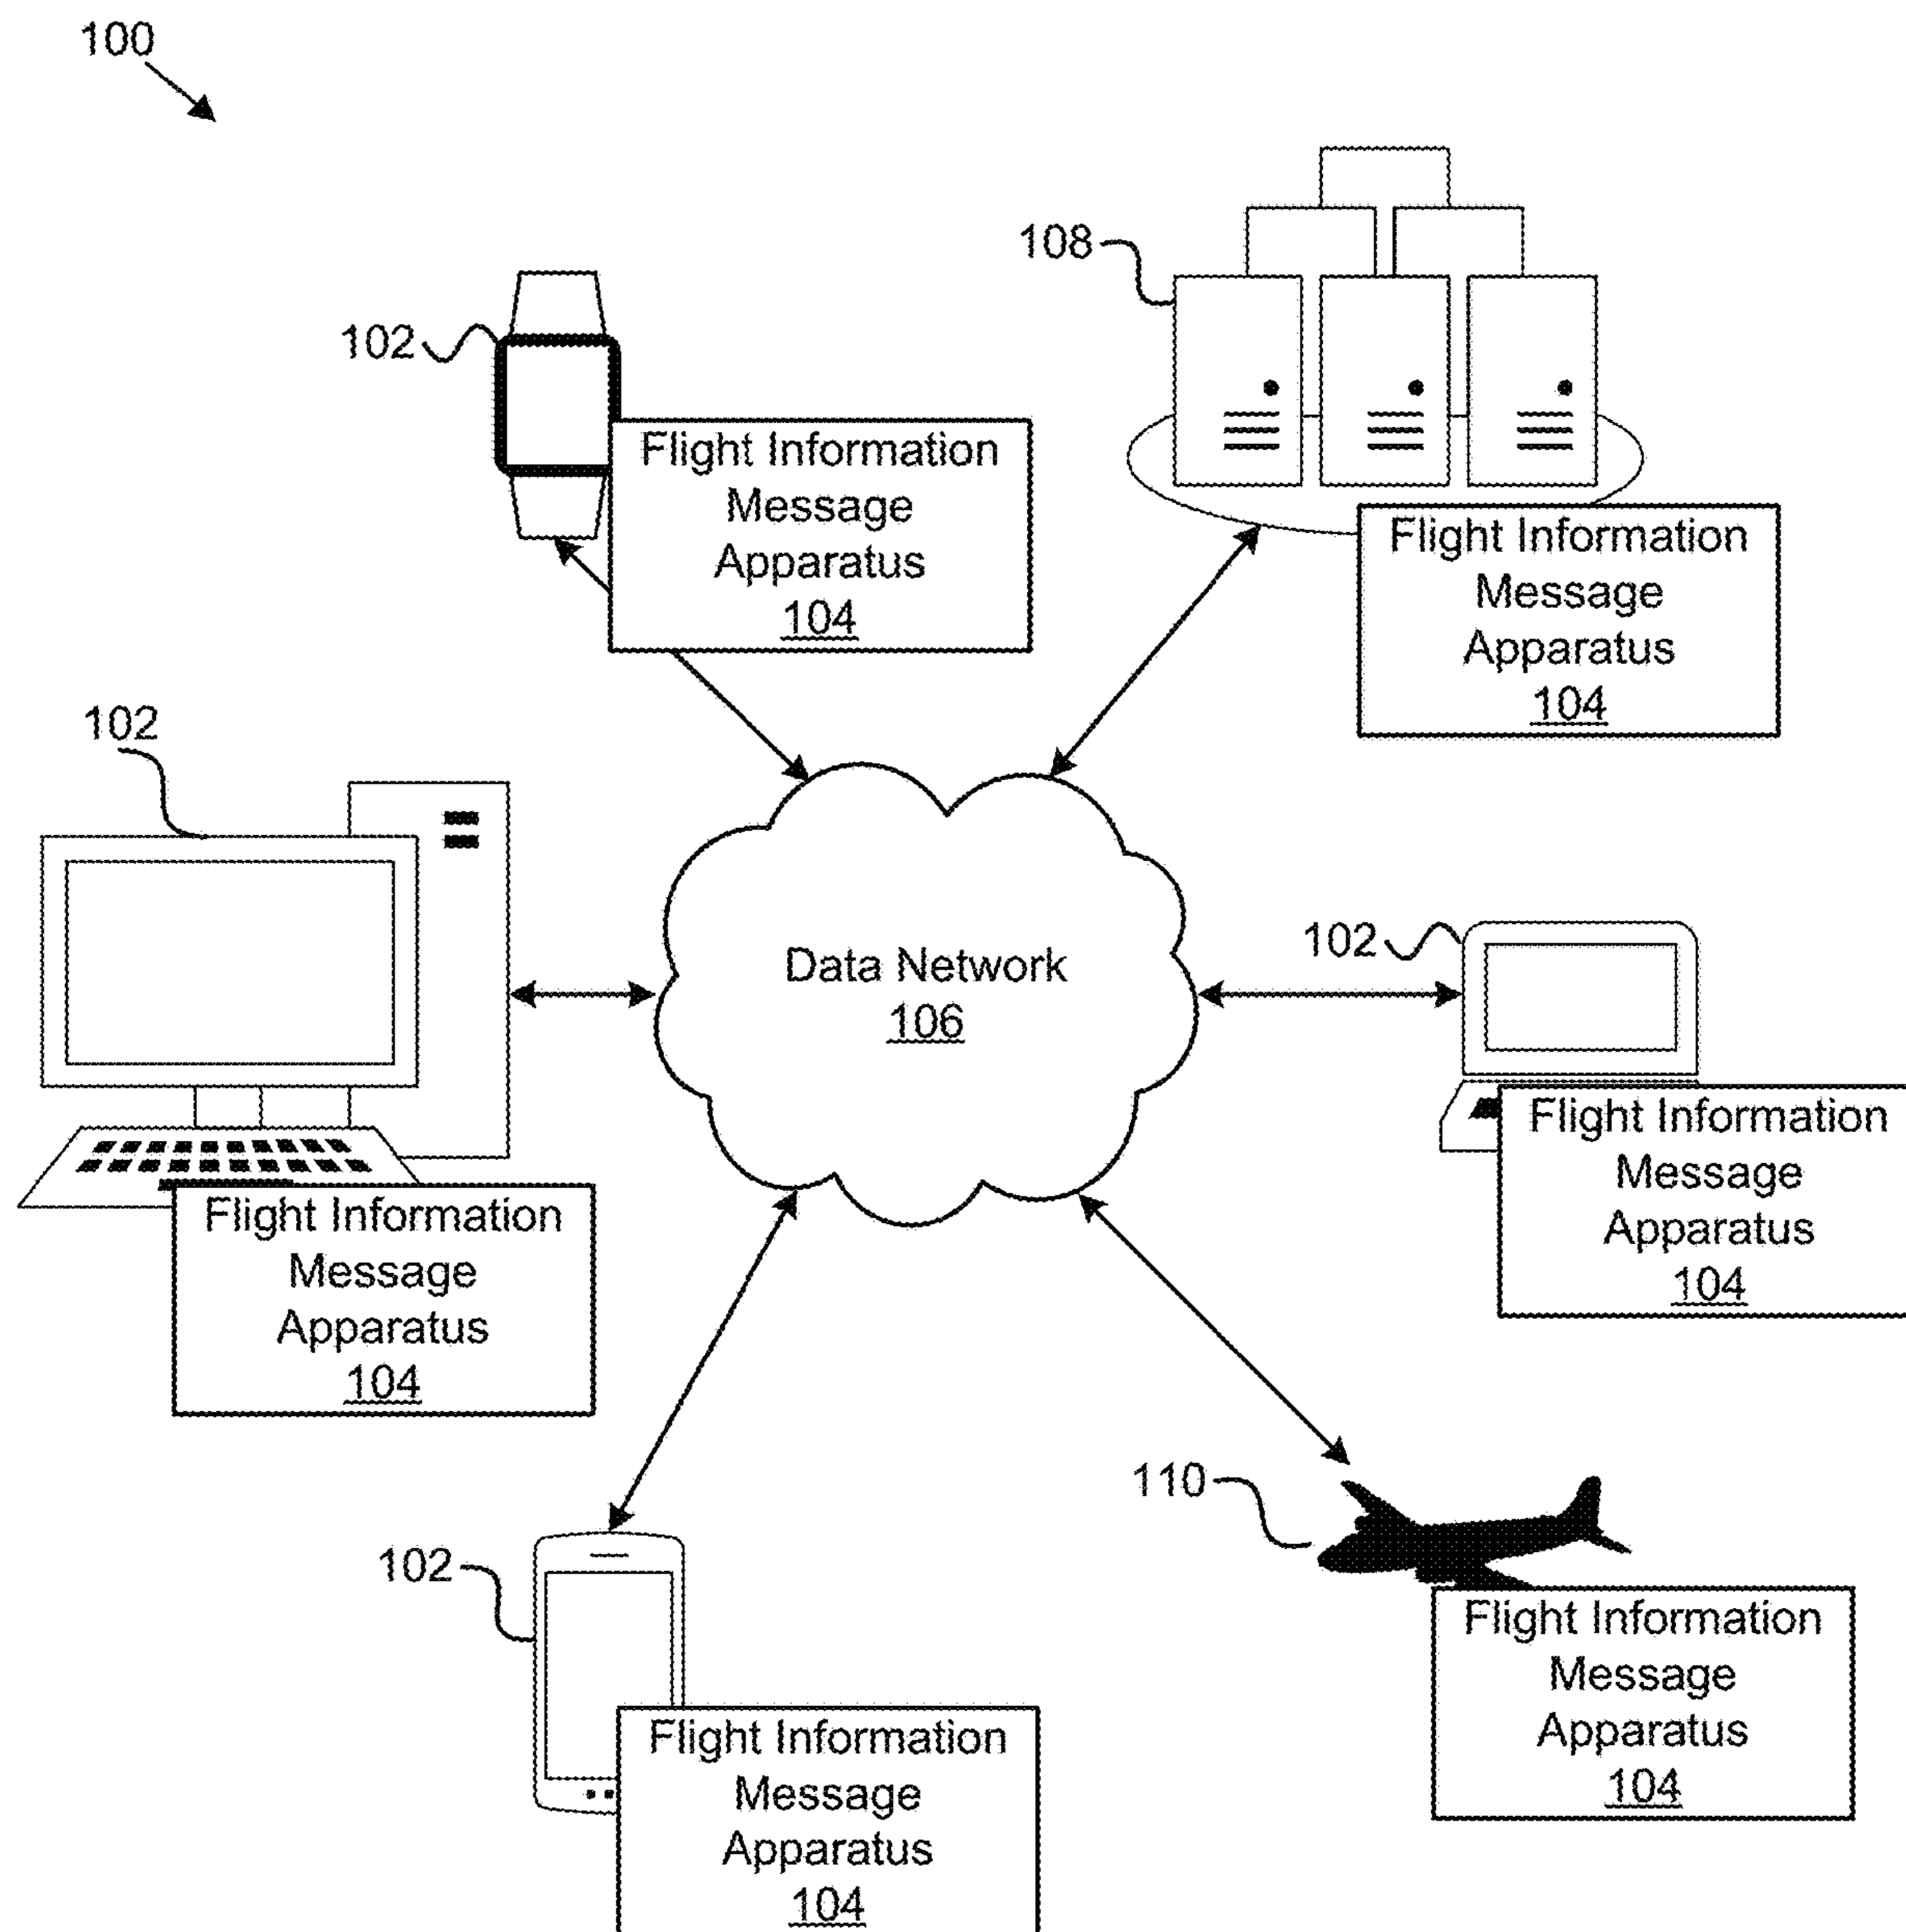 100
108
102
Flight Information
Message
Apparatus
104
Flight Information
Message
Apparatus
104
102
Data Network
106
102
Flight Information
Message
Apparatus
104
Flight Information
Message
Apparatus
104
110
102
Flight Information
Message
Apparatus
104
Flight Information
Message
Apparatus
104